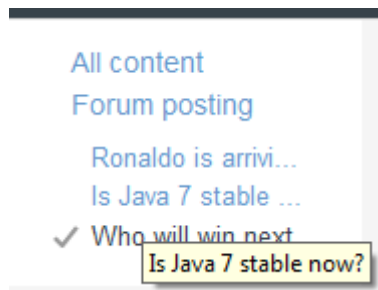 All content
Forum posting
Ronaldo is arrivi...
Is Java 7 stable ...
Who will win next
Is Java 7 stable now?